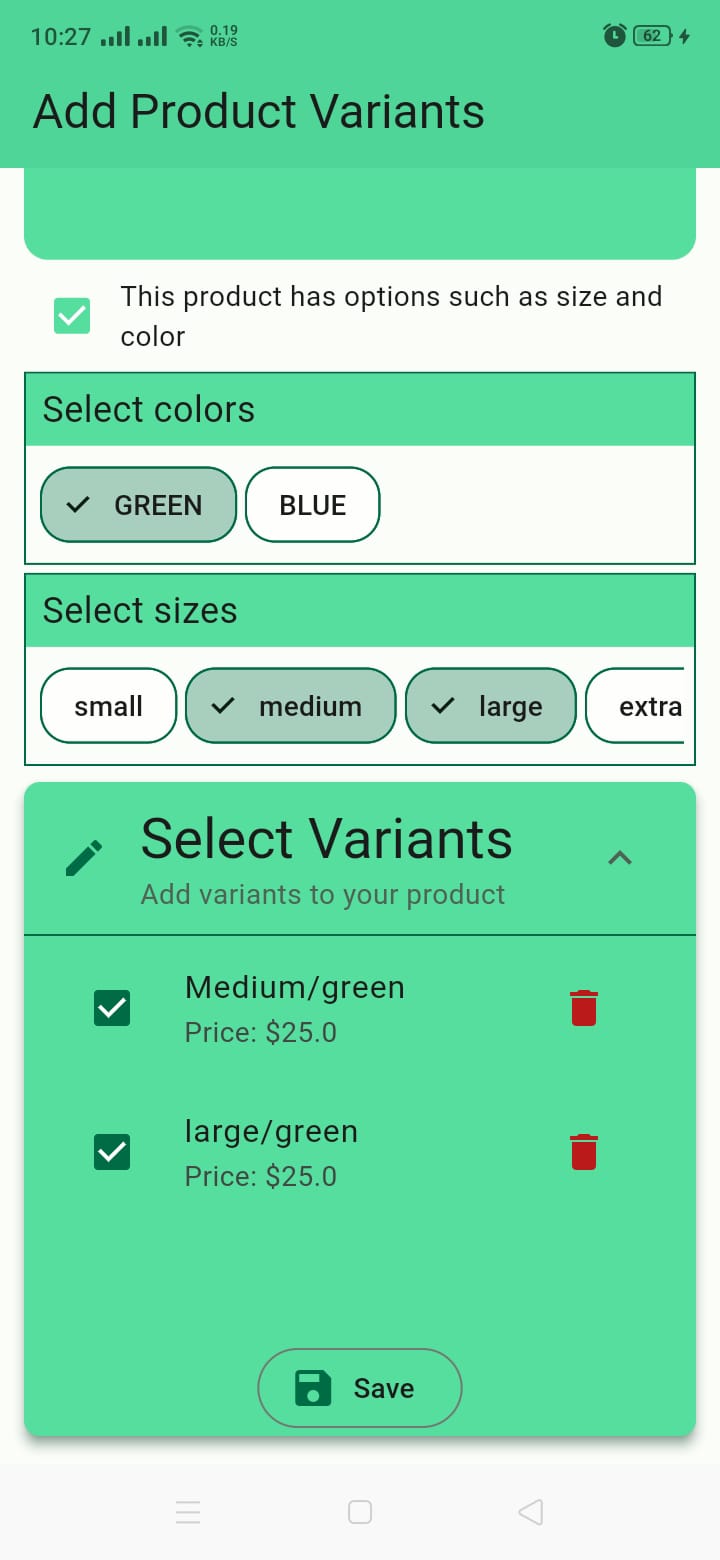 10:27 0.19 KB/S 62
Add Product Variants
This product has options such as size and
color
Select colors
GREEN BLUE
Select sizes
small medium large extra
Select Variants
Add variants to your product
Medium/green
Price: $25.0
large/green
Price: $25.0
Save